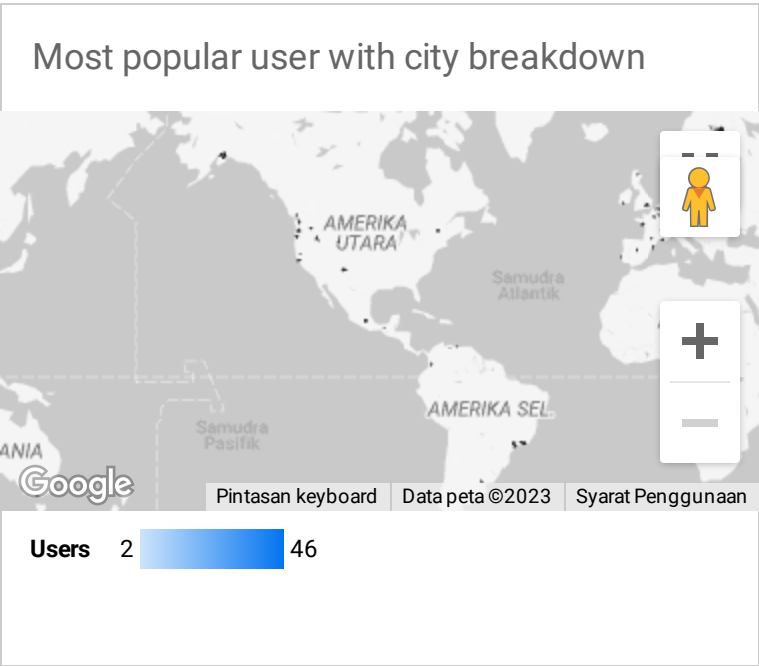 Most popular user with city breakdown
AMERIKA
UTARA
Samudra
Atlantik
AMERIKA SEL.
Samudra
Pasifik
ANIA
Google
Pintasan keyboard
Data peta ©2023
Syarat Penggunaan
Users 2 46